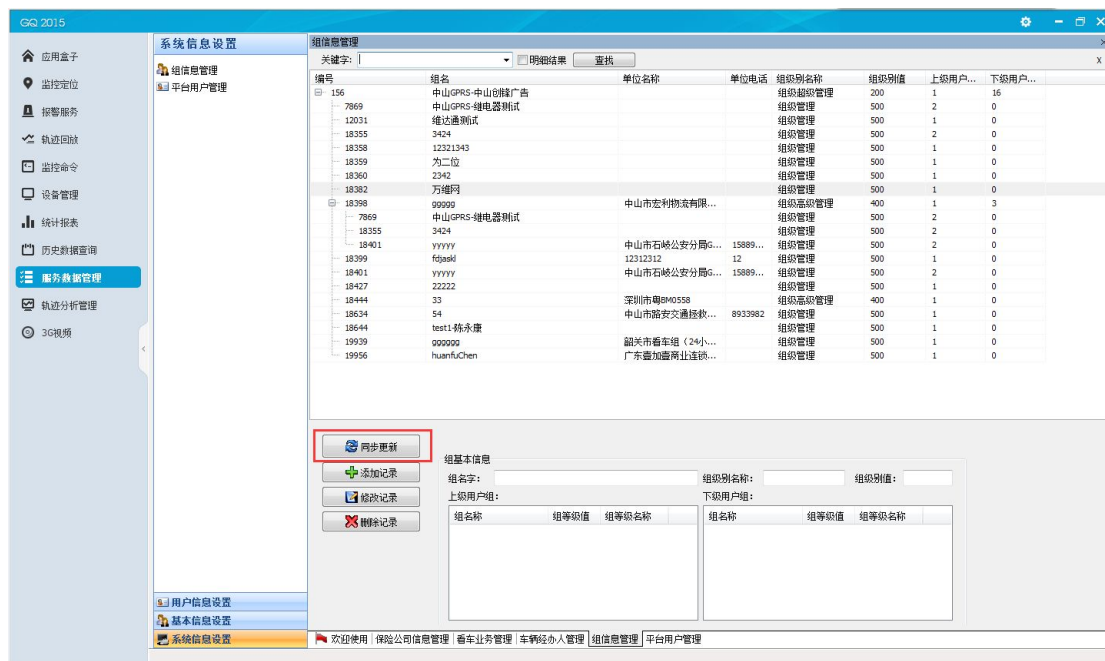 GQ 2015
应用盒子
监控定位
报警服务
轨迹回放
监控命令
设备管理
统计报表
历史数据查询
服务数据管理
轨迹分析管理
3G视频
系统信息设置
组信息管理
平台用户管理
用户信息设置
基本信息设置
系统信息设置
组信息管理
关键字: 明细结果 查找 X
编号 组名 单位名称 单位电话 组级别名称 组级别值 上级用户... 下级用户...
156 中山GPRS-中山创锋广告 组级超级管理 200 1 16
7869 中山GPRS-继电器测试 组级管理 500 2 0
12031 维达通测试 组级管理 500 1 0
18355 3424 组级管理 500 2 0
18358 12321343 组级管理 500 1 0
18359 为二位 组级管理 500 1 0
18360 2342 组级管理 500 1 0
18382 万维网 组级管理 500 1 0
18398 ggggg 中山市宏利物流有限... 组级高级管理 400 1 3
7869 中山GPRS-继电器测试 组级管理 500 2 0
18355 3424 组级管理 500 2 0
18401 yyyyy 中山市石岐公安分局G... 15889... 组级管理 500 2 0
18399 fdjaskl 12312312 12 组级管理 500 1 0
18401 yyyyy 中山市石岐公安分局G... 15889... 组级管理 500 2 0
18427 22222 组级管理 500 1 0
18444 33 深圳市粤BM0558 组级高级管理 400 1 0
18634 54 中山市路安交通拯救... 8933982 组级管理 500 1 0
18644 test1-陈永康 组级管理 500 1 0
19939 gggggg 韶关市看车组（24小... 组级管理 500 1 0
19956 huanfuChen 广东壹加壹商业连锁... 组级管理 500 1 0
同步更新
添加记录
修改记录
删除记录
组基本信息
组名字: 组级别名称: 组级别值:
上级用户组: 下级用户组:
组名称 组等级值 组等级名称 组名称 组等级值 组等级名称
欢迎使用 保险公司信息管理 看车业务管理 车辆经办人管理 组信息管理 平台用户管理